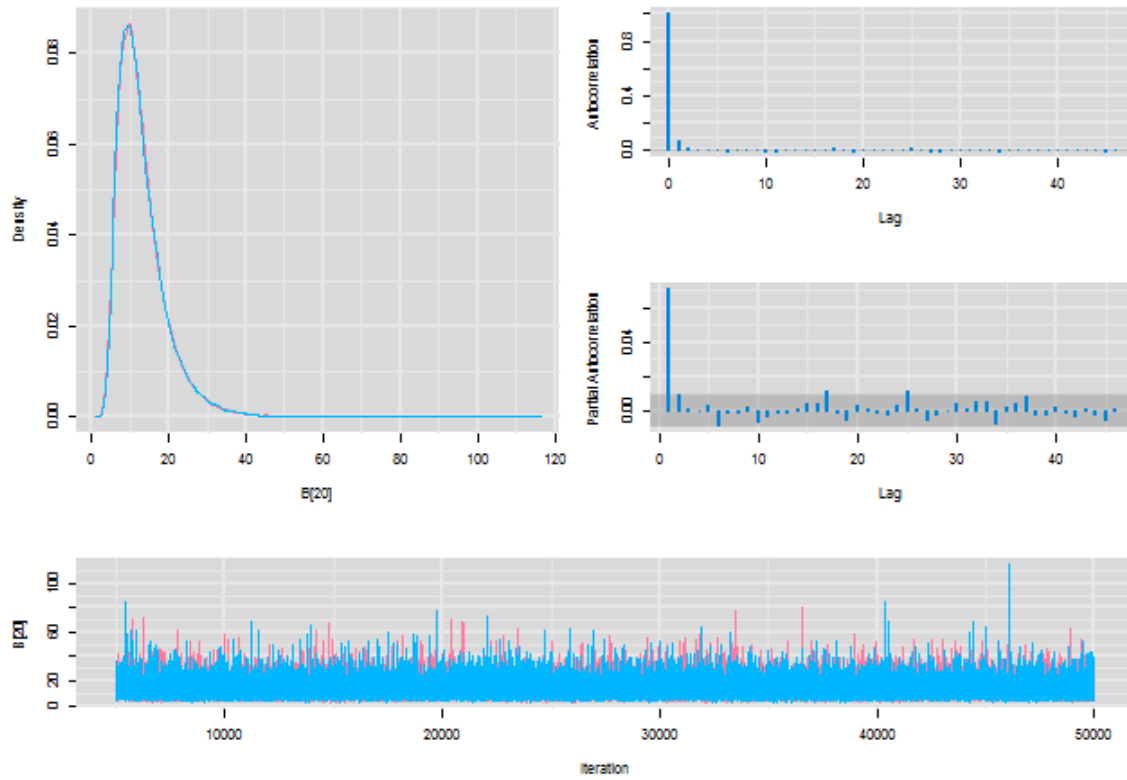 Density
0.00 0.02 0.04 0.06 0.08
0 20 40 60 80 100 120
B[20]
Autocorrelation
0.0 0.4 0.8
0 10 20 30 40
Lag
Partial Autocorrelation
0.00 0.04
0 10 20 30 40
Lag
B[20]
0 20 60 100
10000 20000 30000 40000 50000
Iteration